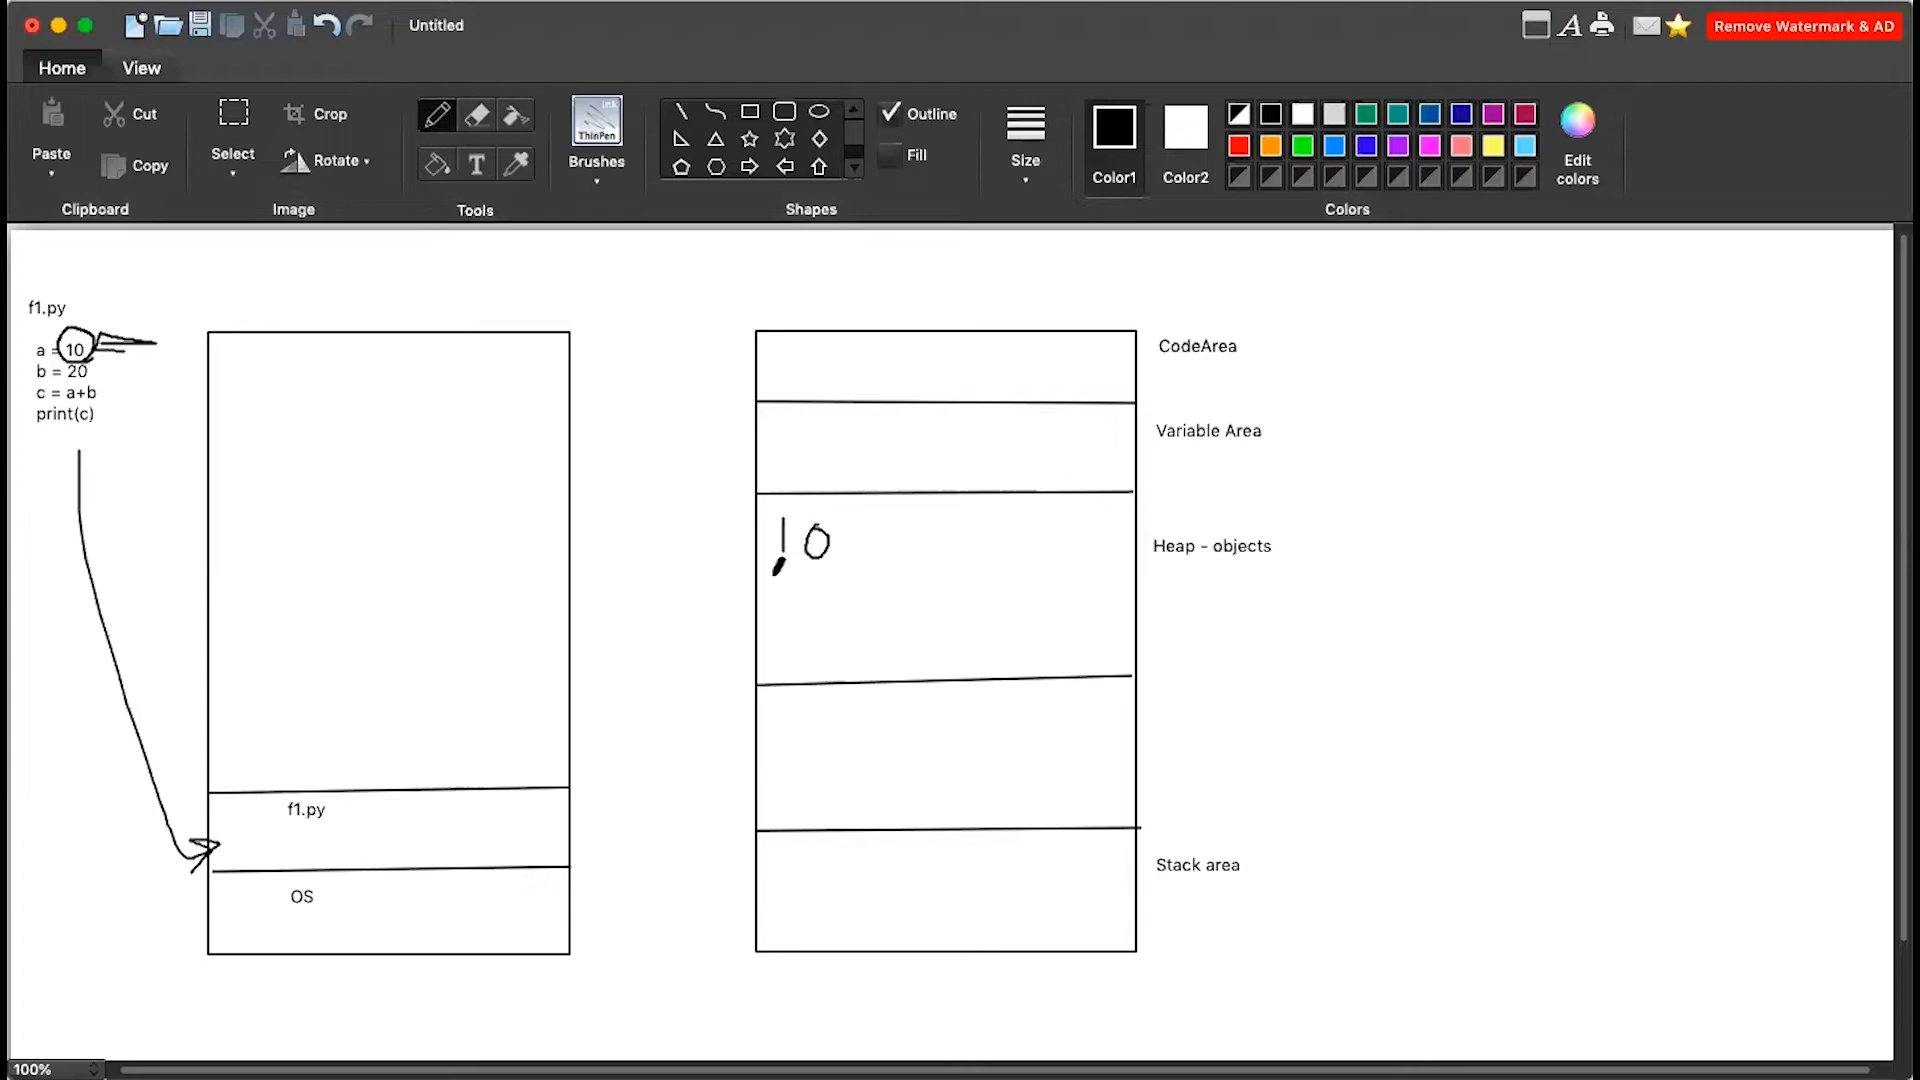 Untitled
Remove Watermark & AD
Home View
Paste
Cut
Copy
Clipboard
Select
Crop
Rotate
Image
T
Tools
ink
ThinPen
Brushes
Shapes
Outline
Fill
Size
Color1
Color2
Edit
colors
Colors
f1.py
a = 10
b = 20
c = a+b
print(c)
f1.py
OS
CodeArea
Variable Area
10
Heap - objects
Stack area
100%